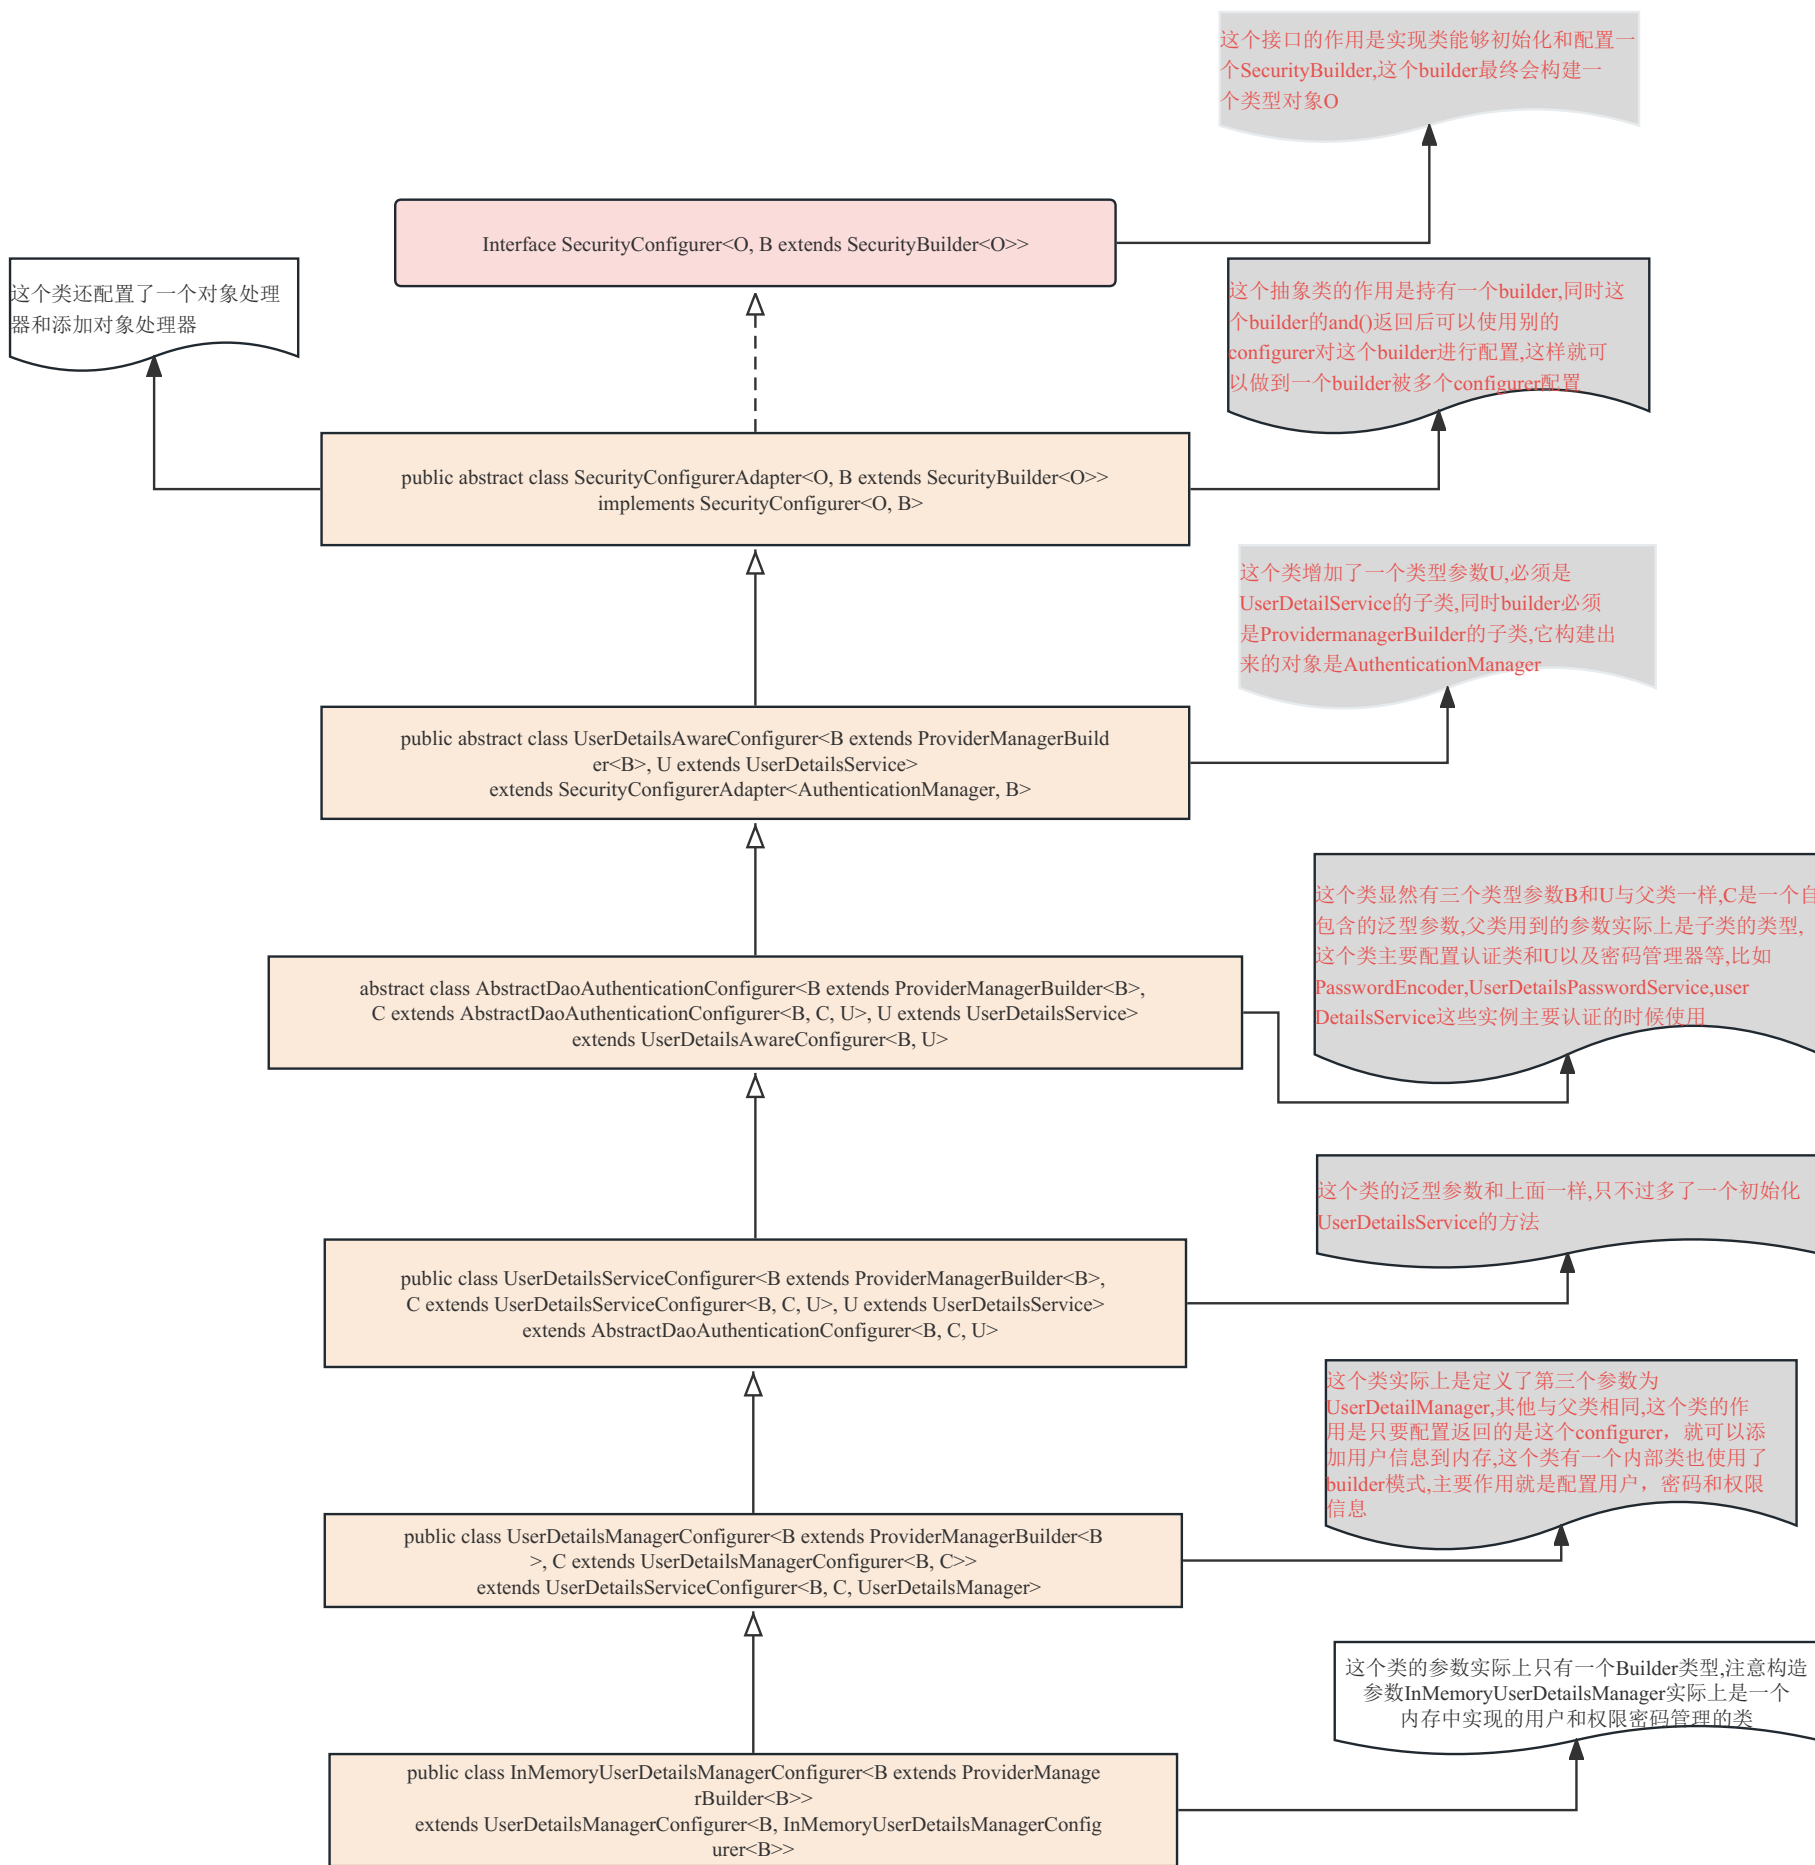 这个接口的作用是实现类能够初始化和配置一
个SecurityBuilder,这个builder最终会构建一
个类型对象O
Interface SecurityConfigurer<O, B extends SecurityBuilder<O>>
这个类还配置了一个对象处理
器和添加对象处理器
这个抽象类的作用是持有一个builder,同时这
个builder的and()返回后可以使用别的
configurer对这个builder进行配置,这样就可
以做到一个builder被多个configurer配置
public abstract class SecurityConfigurerAdapter<O, B extends SecurityBuilder<O>>
implements SecurityConfigurer<O, B>
这个类增加了一个类型参数U,必须是
UserDetailService的子类,同时builder必须
是ProvidermanagerBuilder的子类,它构建出
来的对象是AuthenticationManager
public abstract class UserDetailsAwareConfigurer<B extends ProviderManagerBuild
er<B>, U extends UserDetailsService>
extends SecurityConfigurerAdapter<AuthenticationManager, B>
这个类显然有三个类型参数B和U与父类一样,C是一个自
包含的泛型参数,父类用到的参数实际上是子类的类型,
这个类主要配置认证类和U以及密码管理器等,比如
PasswordEncoder,UserDetailsPasswordService,user
DetailsService这些实例主要认证的时候使用
abstract class AbstractDaoAuthenticationConfigurer<B extends ProviderManagerBuilder<B>,
C extends AbstractDaoAuthenticationConfigurer<B, C, U>, U extends UserDetailsService>
extends UserDetailsAwareConfigurer<B, U>
这个类的泛型参数和上面一样,只不过多了一个初始化
UserDetailsService的方法
public class UserDetailsServiceConfigurer<B extends ProviderManagerBuilder<B>,
C extends UserDetailsServiceConfigurer<B, C, U>, U extends UserDetailsService>
extends AbstractDaoAuthenticationConfigurer<B, C, U>
这个类实际上是定义了第三个参数为
UserDetailManager,其他与父类相同,这个类的作
用是只要配置返回的是这个configurer，就可以添
加用户信息到内存,这个类有一个内部类也使用了
builder模式,主要作用就是配置用户，密码和权限
信息
public class UserDetailsManagerConfigurer<B extends ProviderManagerBuilder<B
>, C extends UserDetailsManagerConfigurer<B, C>>
extends UserDetailsServiceConfigurer<B, C, UserDetailsManager>
这个类的参数实际上只有一个Builder类型,注意构造
参数InMemoryUserDetailsManager实际上是一个
内存中实现的用户和权限密码管理的类
public class InMemoryUserDetailsManagerConfigurer<B extends ProviderManage
rBuilder<B>>
extends UserDetailsManagerConfigurer<B, InMemoryUserDetailsManagerConfig
urer<B>>